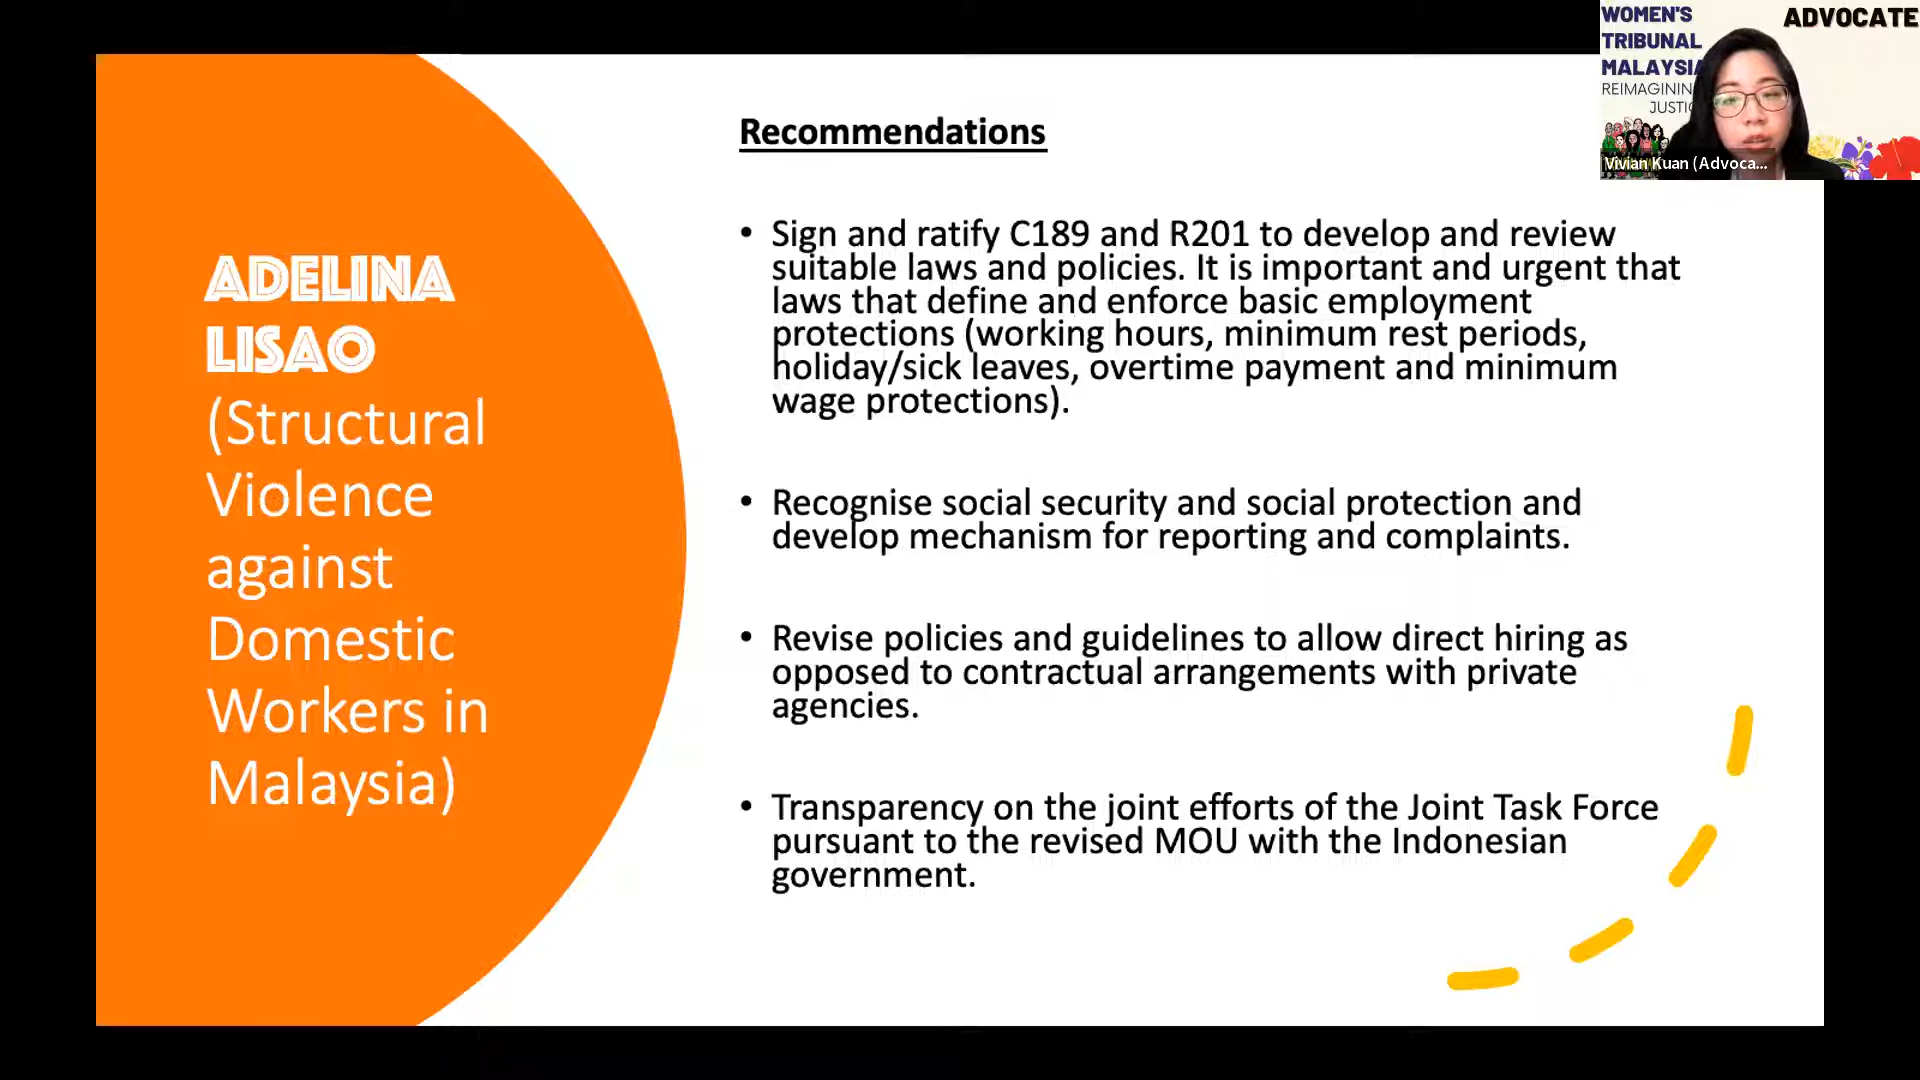 WOMEN'S
TRIBUNAL
MALAYSIA
REIMAGININ
JUSTIC
ADVOCATE
Vivian Kuan (Advoca...
ADELINA
LISAO
(Structural
Violence
against
Domestic
Workers in
Malaysia)
Recommendations
• Sign and ratify C189 and R201 to develop and review
suitable laws and policies. It is important and urgent that
laws that define and enforce basic employment
protections (working hours, minimum rest periods,
holiday/sick leaves, overtime payment and minimum
wage protections).
• Recognise social security and social protection and
develop mechanism for reporting and complaints.
• Revise policies and guidelines to allow direct hiring as
opposed to contractual arrangements with private
agencies.
• Transparency on the joint efforts of the Joint Task Force
pursuant to the revised MOU with the Indonesian
government.